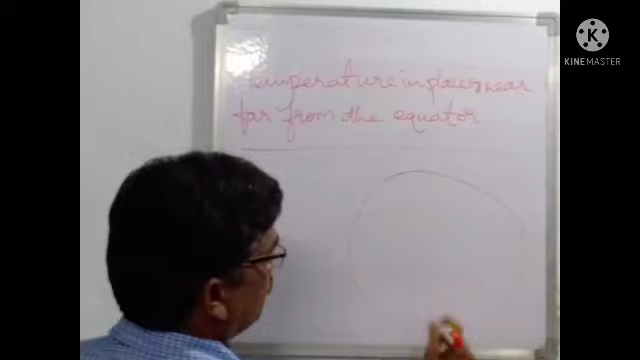 Temperature in places near
far from the equator
KINEMASTER